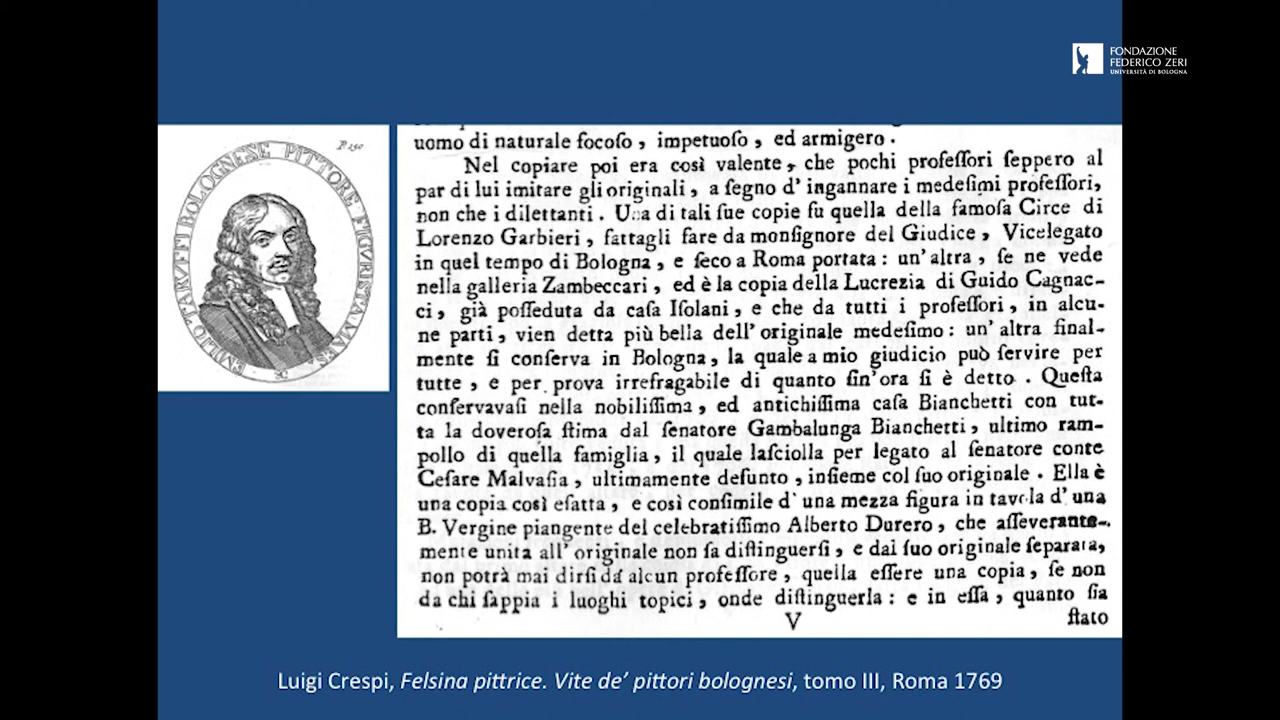 FONDAZIONE
FEDERICO ZERI
UNIVERSITÀ DI BOLOGNA
P. 250
EMILIO TARUFFI BOLOGNESE PITTORE FIGURISTA
uomo di naturale focoſo , impetuoſo , ed armigero .
Nel copiare poi era così valente , che pochi profeſſori ſeppero al
par di lui imitare gli originali , a ſegno d' ingannare i medeſimi profeſſori,
non che i dilettanti . Una di tali ſue copie fu quella della famoſa Circe di
Lorenzo Garbieri , fattagli fare da monſignore del Giudice , Vicelegato
in quel tempo di Bologna , e ſeco a Roma portata : un' altra , ſe ne vede
nella galleria Zambeccari , ed è la copia della Lucrezia di Guido Cagnac-
ci , già poſſeduta da caſa Iſolani , e che da tutti i profeſſori , in alcu-
ne parti , vien detta più bella dell' originale medeſimo : un' altra final-
mente ſi conſerva in Bologna , la quale a mio giudicio può ſervire per
tutte , e per prova irrefragabile di quanto ſin' ora ſi è detto . Queſta
conſervavaſi nella nobiliſſima , ed antichiſſima caſa Bianchetti con tut-
ta la doveroſa ſtima dal ſenatore Gambalunga Bianchetti , ultimo ram-
pollo di quella famiglia , il quale laſciolla per legato al ſenatore conte
Ceſare Malvaſia , ultimamente defunto , inſieme col ſuo originale . Ella è
una copia così eſatta , e così conſimile d' una mezza figura in tavola d' una
B. Vergine piangente del celebratiſſimo Alberto Durero , che aſſeverante-
mente unita all' originale non ſa diſtinguerſi , e dal ſuo originale ſeparata,
non potrà mai dirſi da alcun profeſſore , quella eſſere una copia , ſe non
da chi ſappia i luoghi topici , onde diſtinguerla : e in eſſa , quanto ſia
V
ſtato
Luigi Crespi, Felsina pittrice. Vite de' pittori bolognesi, tomo III, Roma 1769